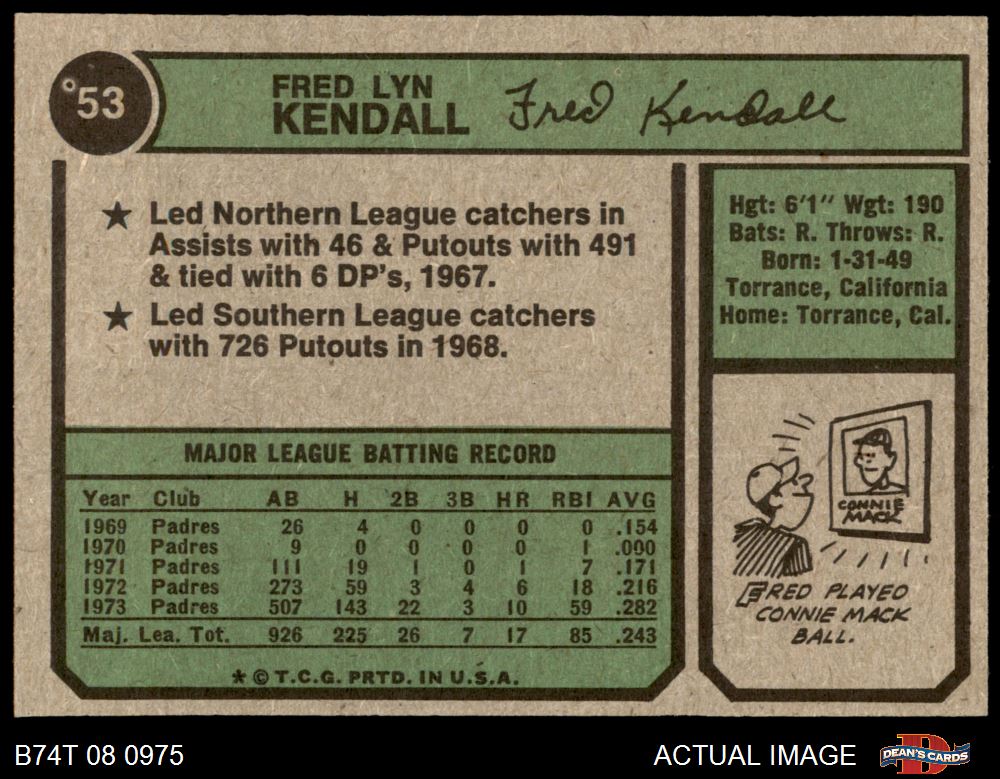 53
FRED LYN
KENDALL
Fred Kendall
★ Led Northern League catchers in
Assists with 46 & Putouts with 491
& tied with 6 DP's, 1967.
★ Led Southern League catchers
with 726 Putouts in 1968.
Hgt: 6'1" Wgt: 190
Bats: R. Throws: R.
Born: 1-31-49
Torrance, California
Home: Torrance, Cal.
MAJOR LEAGUE BATTING RECORD
Year Club AB H 2B 3B HR RBI AVG
1969 Padres 26 4 0 0 0 0 .154
1970 Padres 9 0 0 0 0 1 .000
1971 Padres 111 19 1 0 1 7 .171
1972 Padres 273 59 3 4 6 18 .216
1973 Padres 507 143 22 3 10 59 .282
Maj. Lea. Tot. 926 225 26 7 17 85 .243
* © T.C.G. PRTD. IN U.S.A.
CONNIE
MACK
FRED PLAYED
CONNIE MACK
BALL.
B74T 08 0975
ACTUAL IMAGE
DEAN'S CARDS